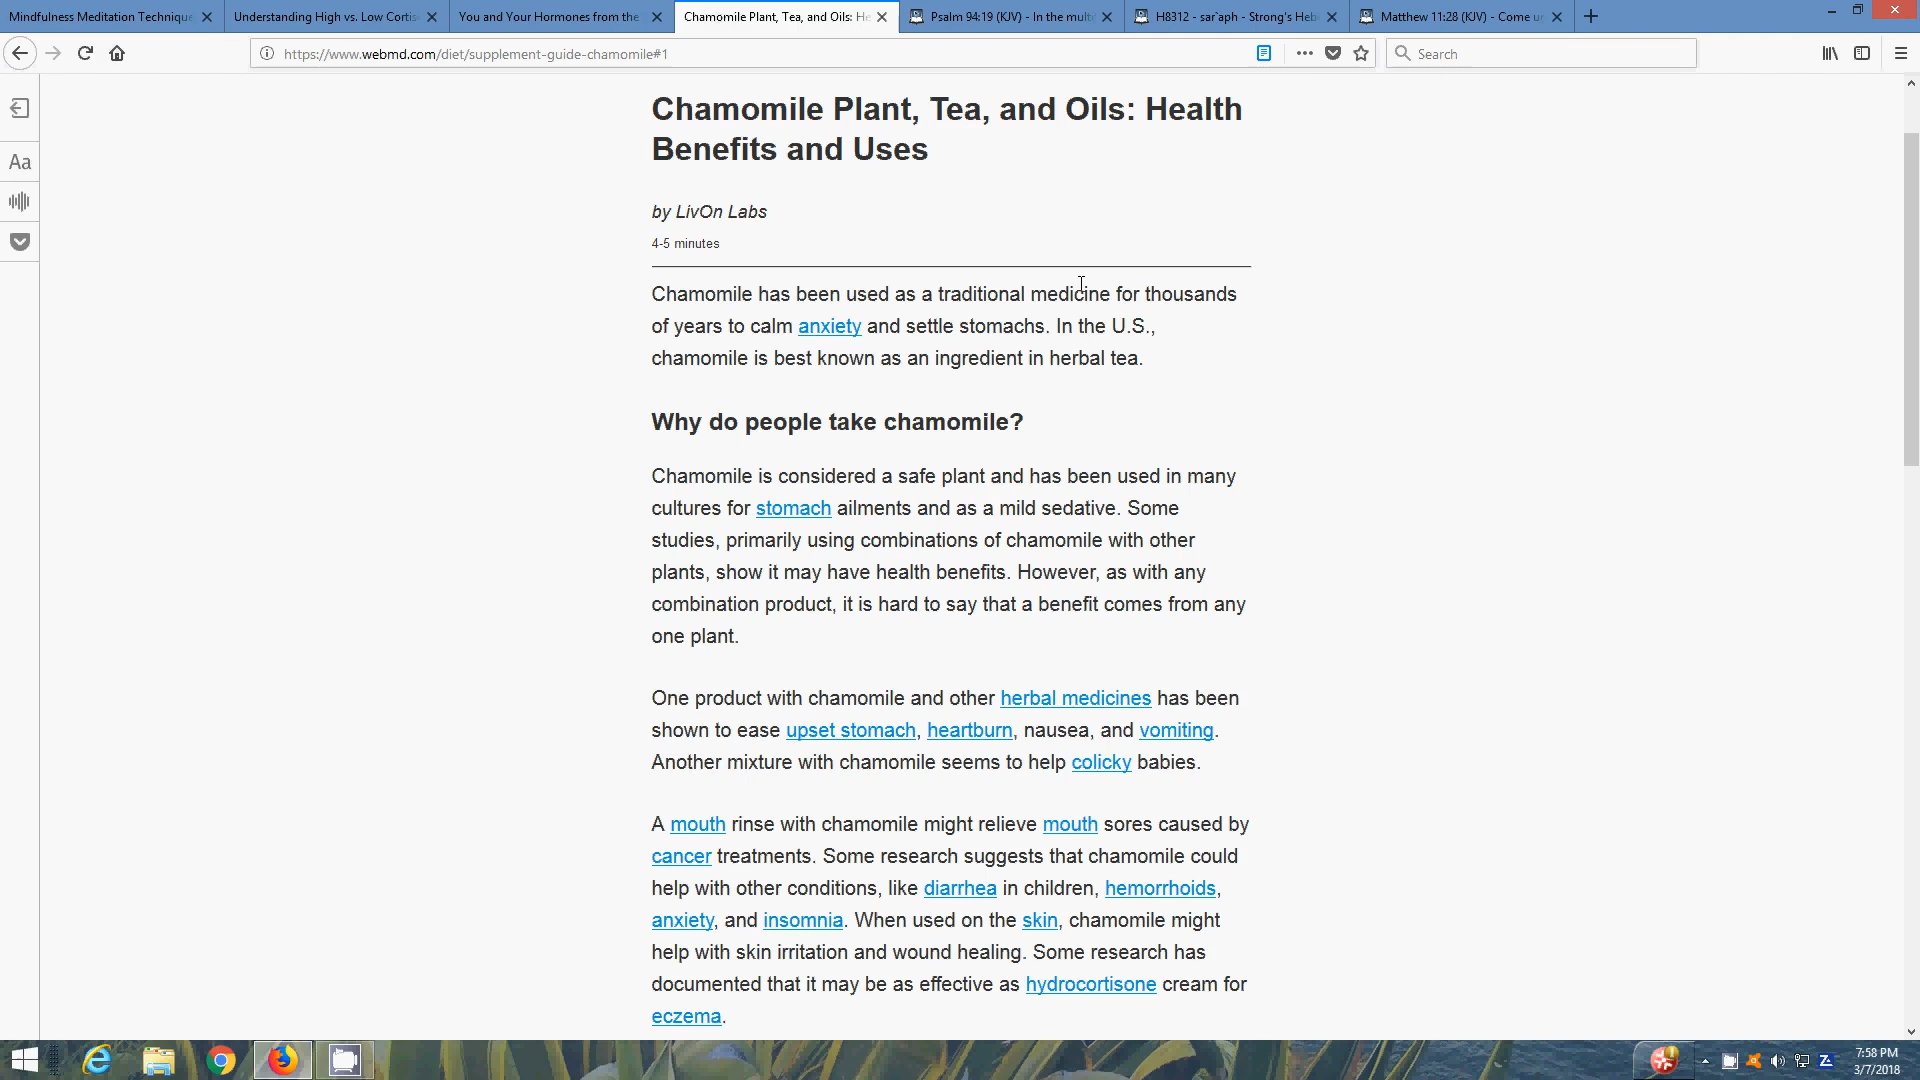 Mindfulness Meditation Technique
Understanding High vs. Low Cortis
You and Your Hormones from the
Chamomile Plant, Tea, and Oils: He
Psalm 94:19 (KJV) - In the mult
H8312 - sar`aph - Strong's Heb
Matthew 11:28 (KJV) - Come u
https://www.webmd.com/diet/supplement-guide-chamomile#1
Search
Aa
Chamomile Plant, Tea, and Oils: Health
Benefits and Uses
by LivOn Labs
4-5 minutes
Chamomile has been used as a traditional medicine for thousands
of years to calm anxiety and settle stomachs. In the U.S.,
chamomile is best known as an ingredient in herbal tea.
Why do people take chamomile?
Chamomile is considered a safe plant and has been used in many
cultures for stomach ailments and as a mild sedative. Some
studies, primarily using combinations of chamomile with other
plants, show it may have health benefits. However, as with any
combination product, it is hard to say that a benefit comes from any
one plant.
One product with chamomile and other herbal medicines has been
shown to ease upset stomach, heartburn, nausea, and vomiting.
Another mixture with chamomile seems to help colicky babies.
A mouth rinse with chamomile might relieve mouth sores caused by
cancer treatments. Some research suggests that chamomile could
help with other conditions, like diarrhea in children, hemorrhoids,
anxiety, and insomnia. When used on the skin, chamomile might
help with skin irritation and wound healing. Some research has
documented that it may be as effective as hydrocortisone cream for
eczema.
7:58 PM
3/7/2018